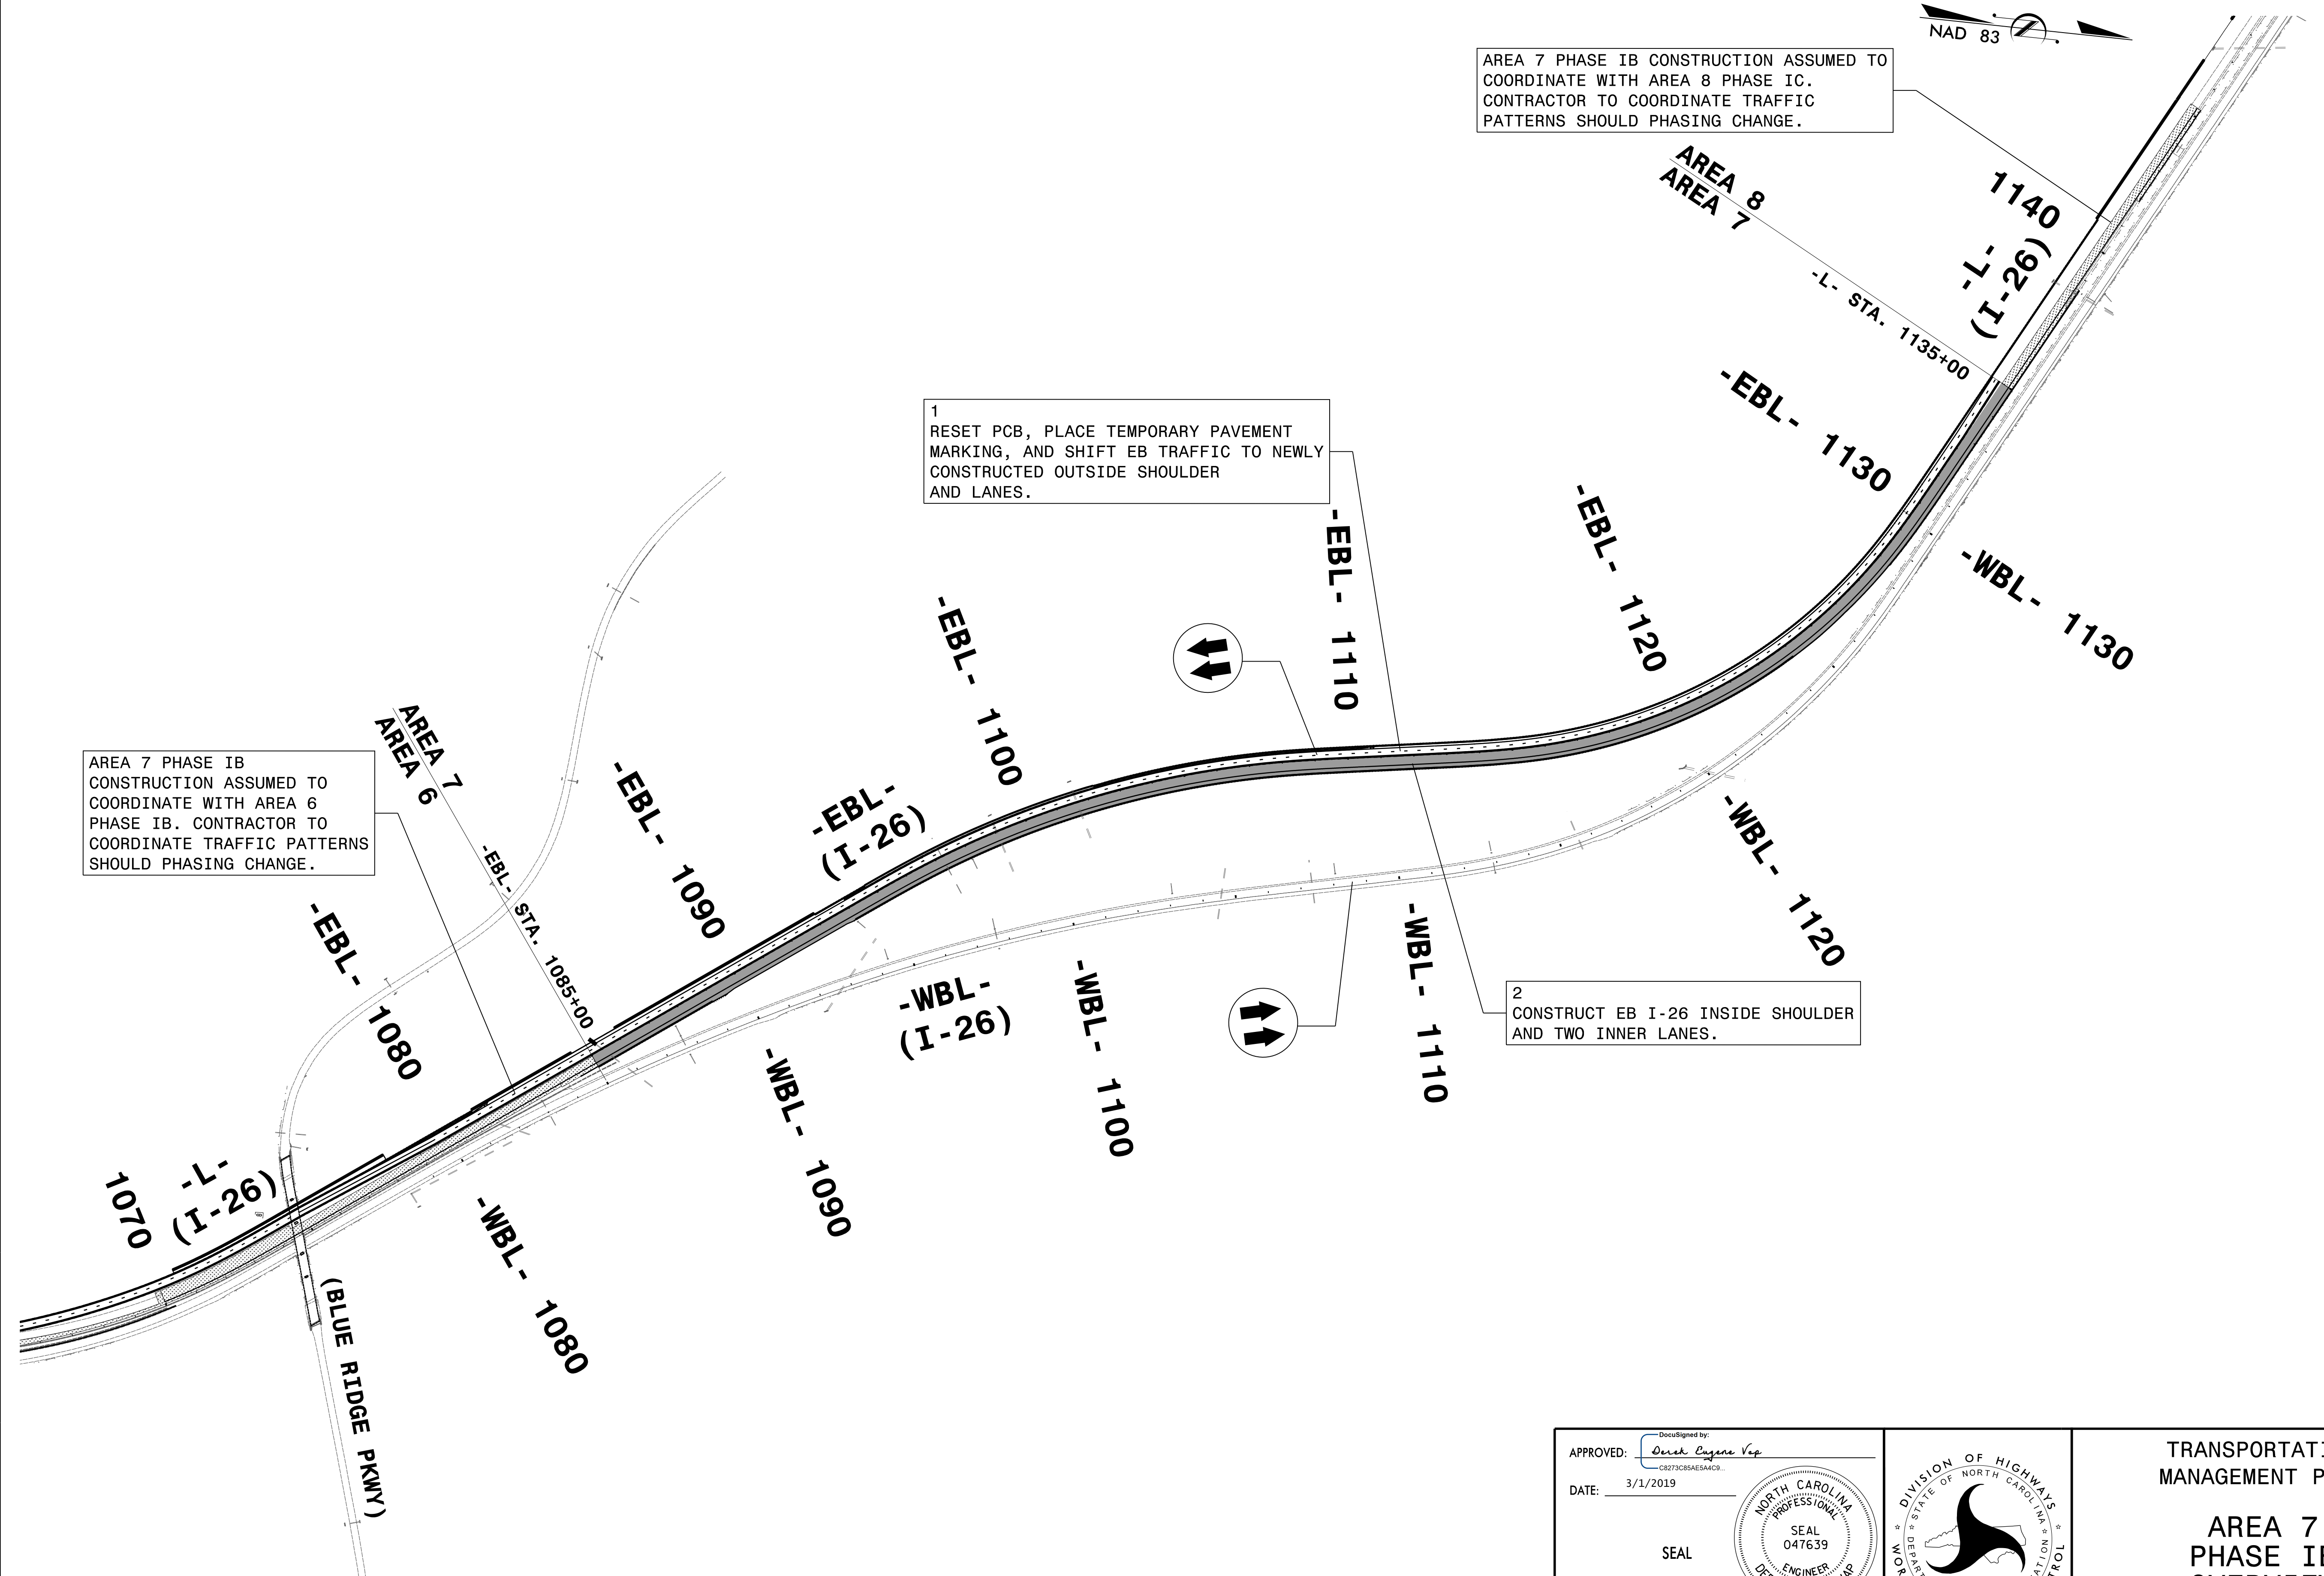 NAD 83
AREA 7 PHASE IB CONSTRUCTION ASSUMED TO
COORDINATE WITH AREA 8 PHASE IC.
CONTRACTOR TO COORDINATE TRAFFIC
PATTERNS SHOULD PHASING CHANGE.
AREA 8
AREA 7
-L- STA. 1135+00
1140
-L-
(I-26)
-EBL- 1130
-WBL- 1130
1
RESET PCB, PLACE TEMPORARY PAVEMENT
MARKING, AND SHIFT EB TRAFFIC TO NEWLY
CONSTRUCTED OUTSIDE SHOULDER
AND LANES.
-EBL- 1110
-EBL- 1120
-EBL- 1100
AREA 7
AREA 6
-EBL- STA. 1085+00
AREA 7 PHASE IB
CONSTRUCTION ASSUMED TO
COORDINATE WITH AREA 6
PHASE IB. CONTRACTOR TO
COORDINATE TRAFFIC PATTERNS
SHOULD PHASING CHANGE.
-EBL- 1090
-EBL-
(I-26)
-EBL- 1080
-WBL- 1120
-WBL-
(I-26)
-WBL- 1110
-WBL- 1100
2
CONSTRUCT EB I-26 INSIDE SHOULDER
AND TWO INNER LANES.
-WBL- 1090
1070
-L-
(I-26)
-WBL- 1080
(BLUE RIDGE PKWY)
DocuSigned by:
APPROVED: Derek Eugene
C8273C85AE5A4C9...
DATE: 3/1/2019
SEAL
NORTH CAROLINA
PROFESSIONAL
SEAL
047639
ENGINEER
DIVISION OF HIGHWAYS
STATE OF NORTH CAROLINA
TRANSPORTATI
MANAGEMENT P
AREA 7
PHASE IB